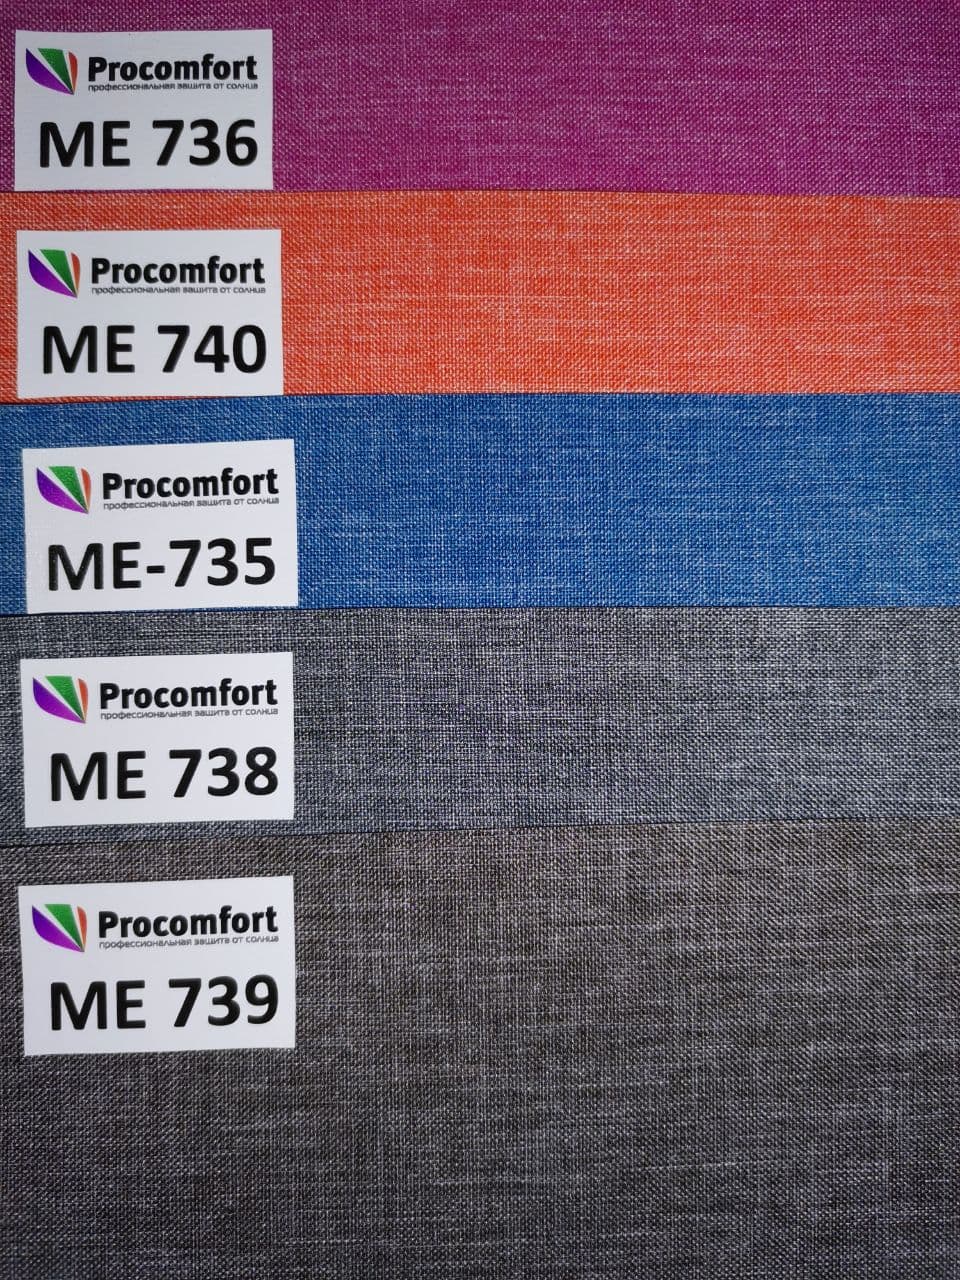 Procomfort
профессиональная защита от солнца
ME 736
Procomfort
профессиональная защита от солнца
ME 740
Procomfort
профессиональная защита от солнца
ME-735
Procomfort
профессиональная защита от солнца
ME 738
Procomfort
профессиональная защита от солнца
ME 739